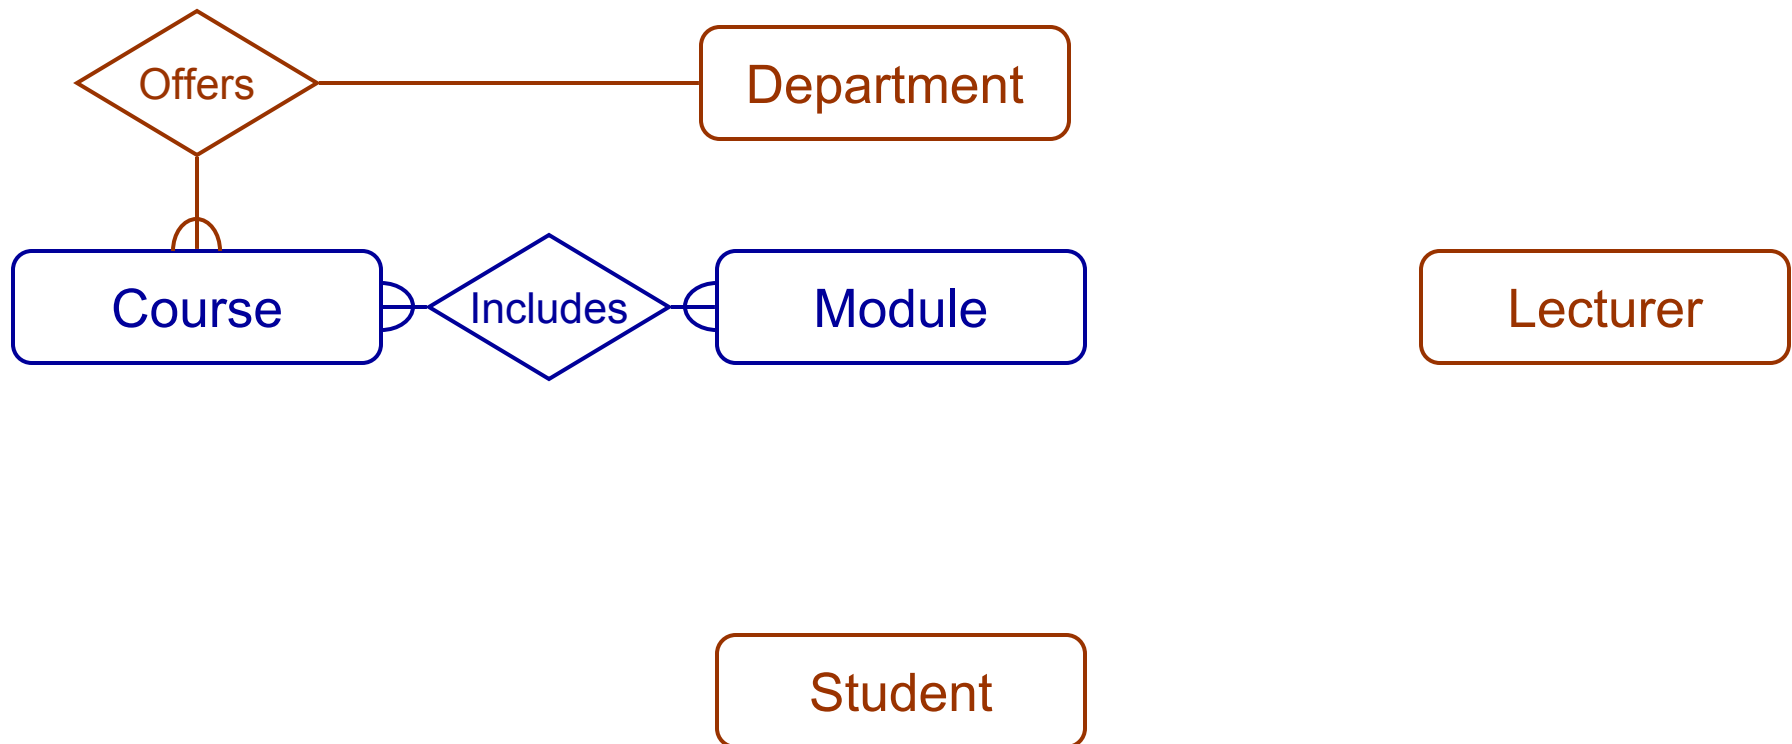 Offers
Department
Course
Includes
Module
Lecturer
Student